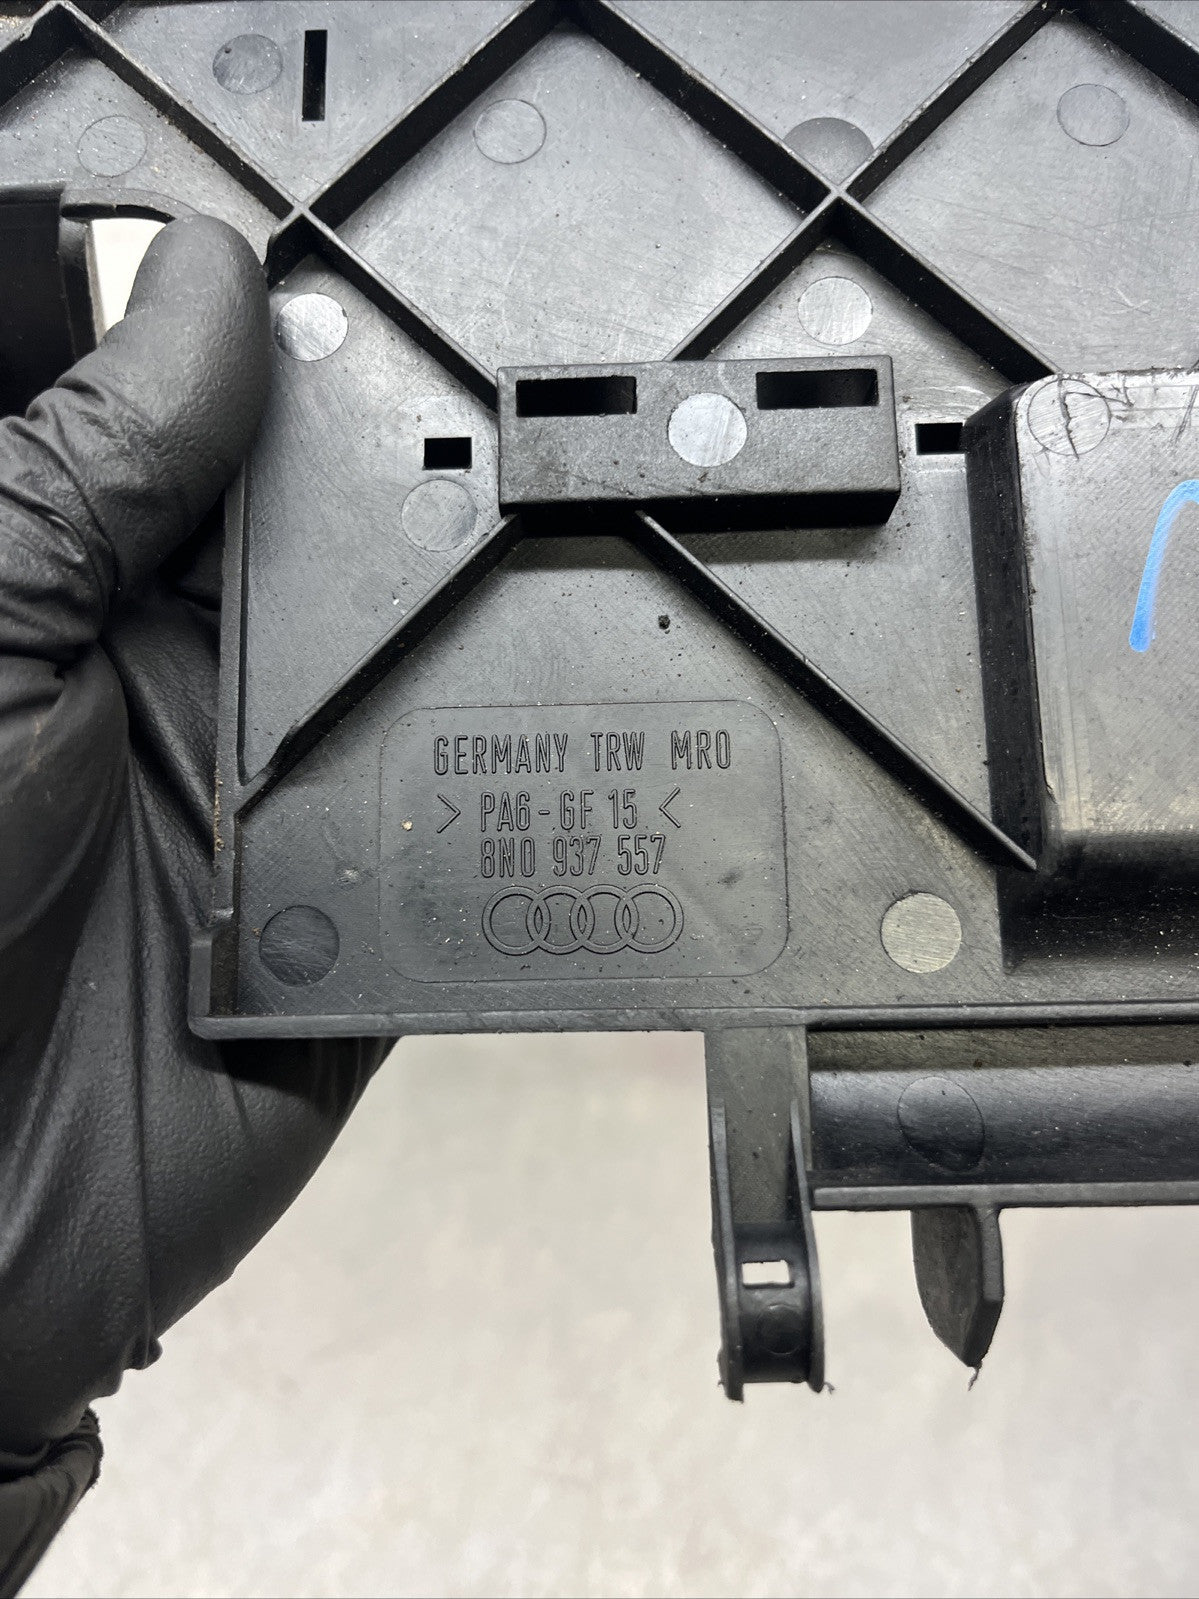 GERMANY TRW MRO
> PA6-GF 15 <
8N0 937 557